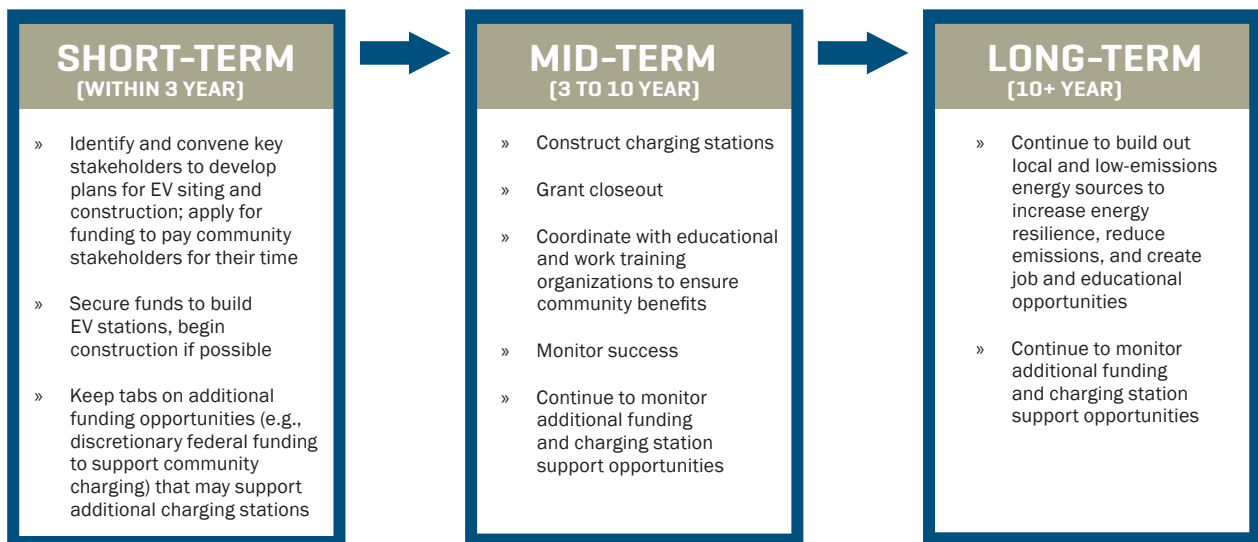 SHORT-TERM
[WITHIN 3 YEAR]
» Identify and convene key
stakeholders to develop
plans for EV siting and
construction; apply for
funding to pay community
stakeholders for their time
» Secure funds to build
EV stations, begin
construction if possible
» Keep tabs on additional
funding opportunities (e.g.,
discretionary federal funding
to support community
charging) that may support
additional charging stations
MID-TERM
[3 TO 10 YEAR]
» Construct charging stations
» Grant closeout
» Coordinate with educational
and work training
organizations to ensure
community benefits
» Monitor success
» Continue to monitor
additional funding
and charging station
support opportunities
LONG-TERM
[10+ YEAR]
» Continue to build out
local and low-emissions
energy sources to
increase energy
resilience, reduce
emissions, and create
job and educational
opportunities
» Continue to monitor
additional funding
and charging station
support opportunities